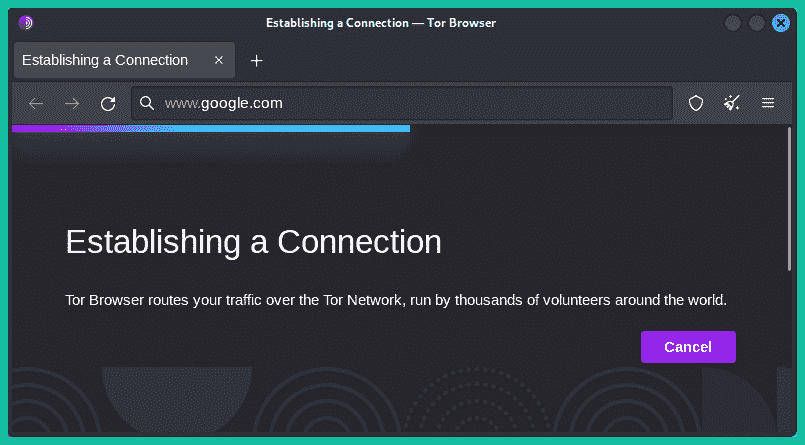 Establishing a Connection — Tor Browser
Establishing a Connection
www.google.com
Establishing a Connection
Tor Browser routes your traffic over the Tor Network, run by thousands of volunteers around the world.
Cancel